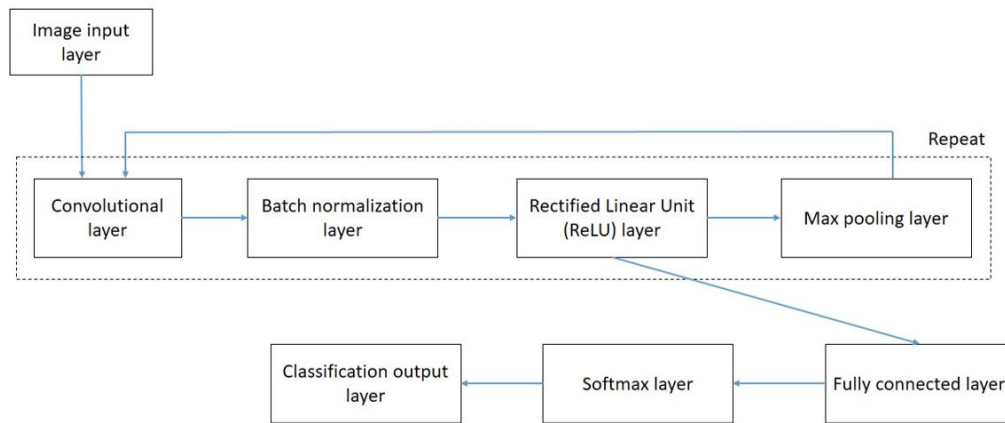 Image input
layer
Repeat
Convolutional
layer
Batch normalization
layer
Rectified Linear Unit
(ReLU) layer
Max pooling layer
Classification output
layer
Softmax layer
Fully connected layer